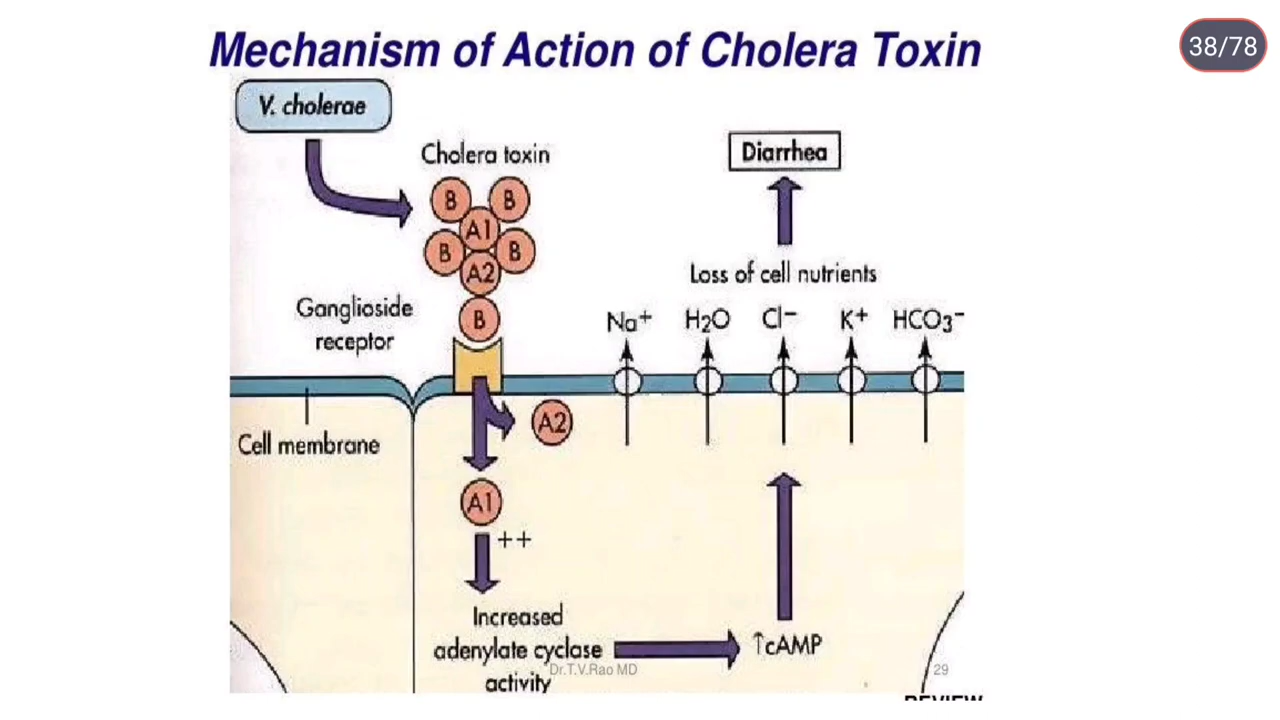 Mechanism of Action of Cholera Toxin
38/78
V. cholerae
Cholera toxin
B
B
A1
B
B
A2
B
Diarrhea
Loss of cell nutrients
Ganglioside
receptor
Na+
H2O
Cl−
K+
HCO3−
Cell membrane
A2
A1
++
Increased
adenylate cyclase
activity
↑cAMP
Dr.T.V.Rao MD
29
REVIEW